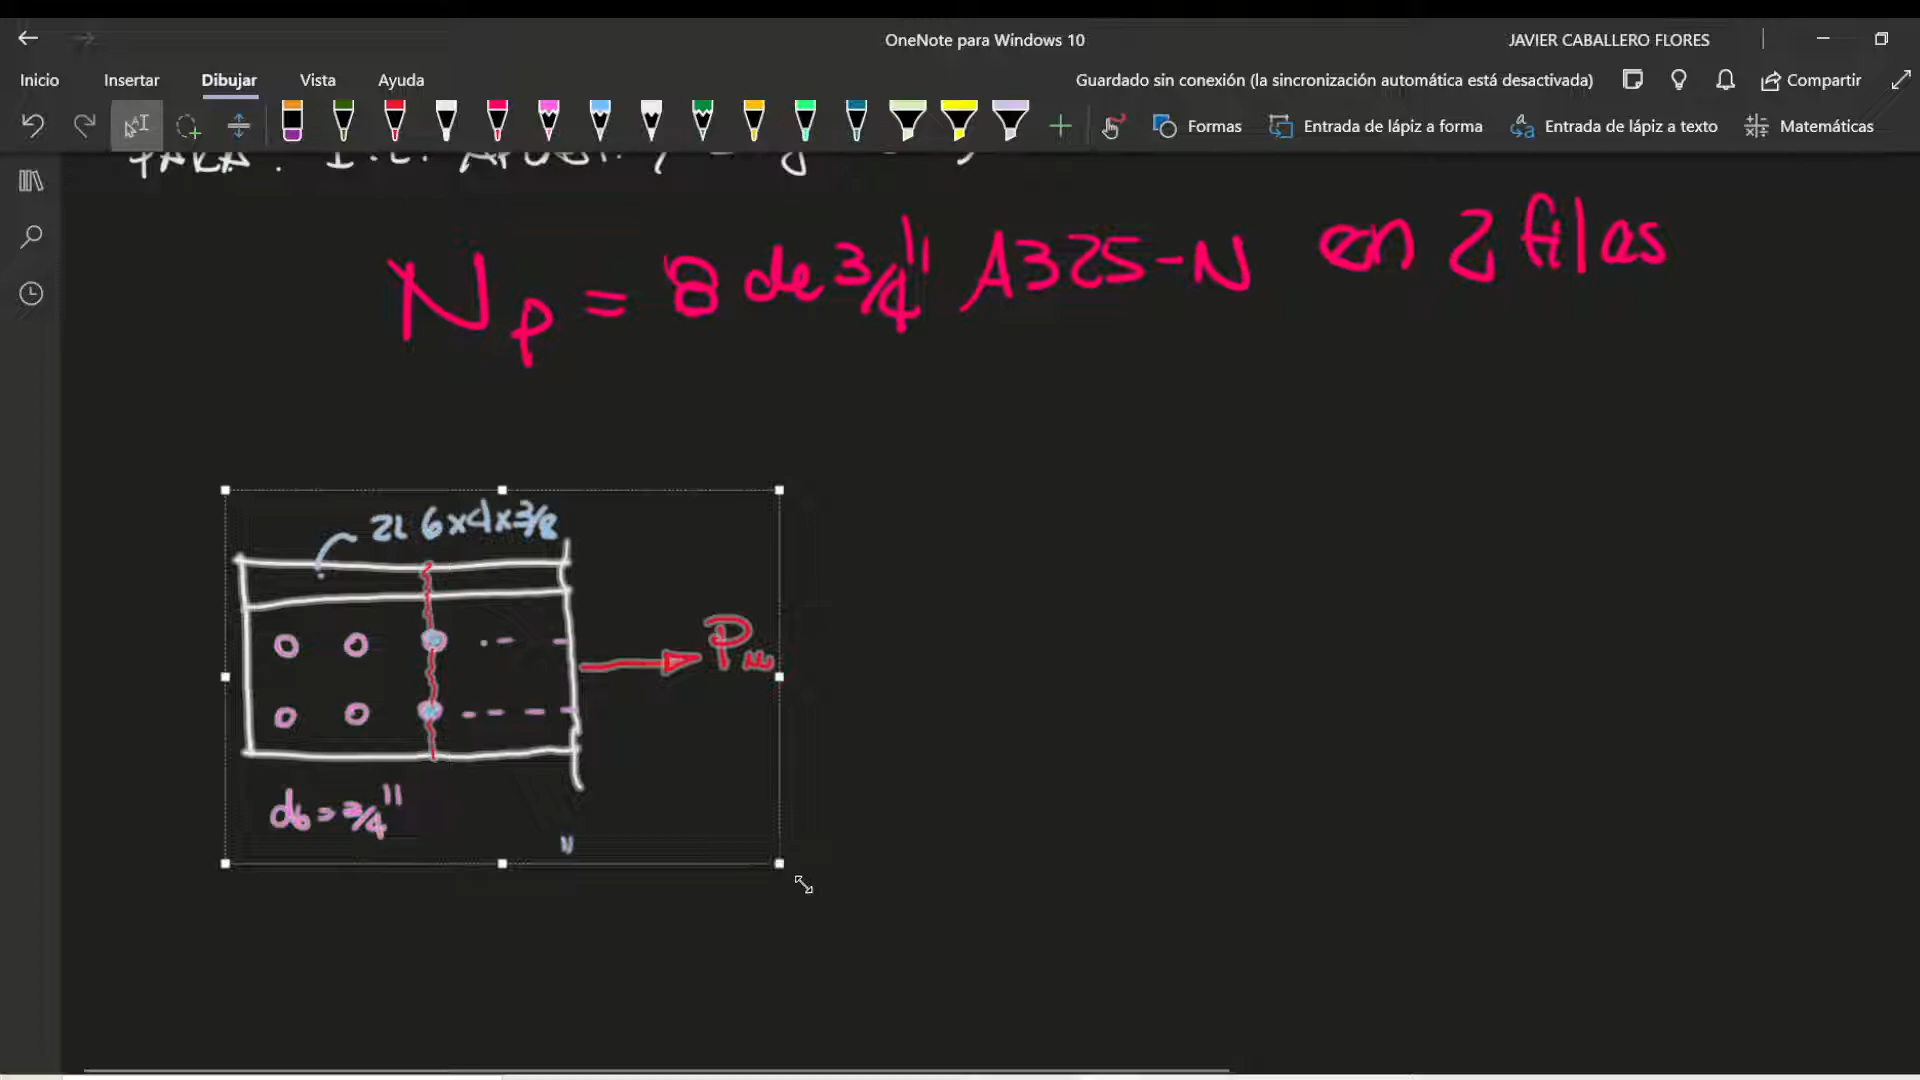 OneNote para Windows 10
JAVIER CABALLERO FLORES
Inicio Insertar Dibujar Vista Ayuda
Guardado sin conexión (la sincronización automática está desactivada)
Compartir
Formas Entrada de lápiz a forma Entrada de lápiz a texto Matemáticas
PARA:
Np = 8 de 3/4" A325-N en 2 filas
2L 6x4x3/8
Pu
db = 3/4"